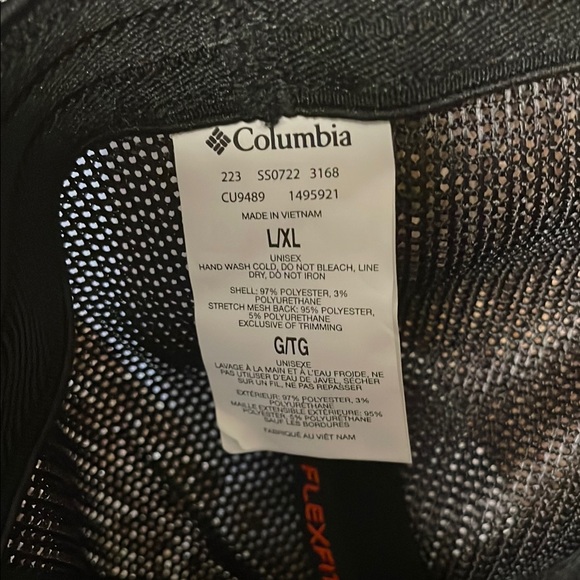 Columbia
223 SS0722 3168
CU9489 1495921
MADE IN VIETNAM
L/XL
UNISEX
HAND WASH COLD, DO NOT BLEACH, LINE
DRY, DO NOT IRON
SHELL: 97% POLYESTER, 3%
POLYURETHANE
STRETCH MESH BACK: 95% POLYESTER,
5% POLYURETHANE
EXCLUSIVE OF TRIMMING
G/TG
UNISEXE
LAVAGE À LA MAIN ET À L'EAU FROIDE, NE
PAS UTILISER D'EAU DE JAVEL, SÉCHER
SUR UN FIL, NE PAS REPASSER
EXTÉRIEUR: 97% POLYESTER, 3%
POLYURÉTHANE
MAILLE EXTENSIBLE EXTÉRIEURE: 95%
POLYESTER, 5% POLYURÉTHANE
SAUF LES BORDURES
FABRIQUÉ AU VIÊT NAM
FLEXFIT